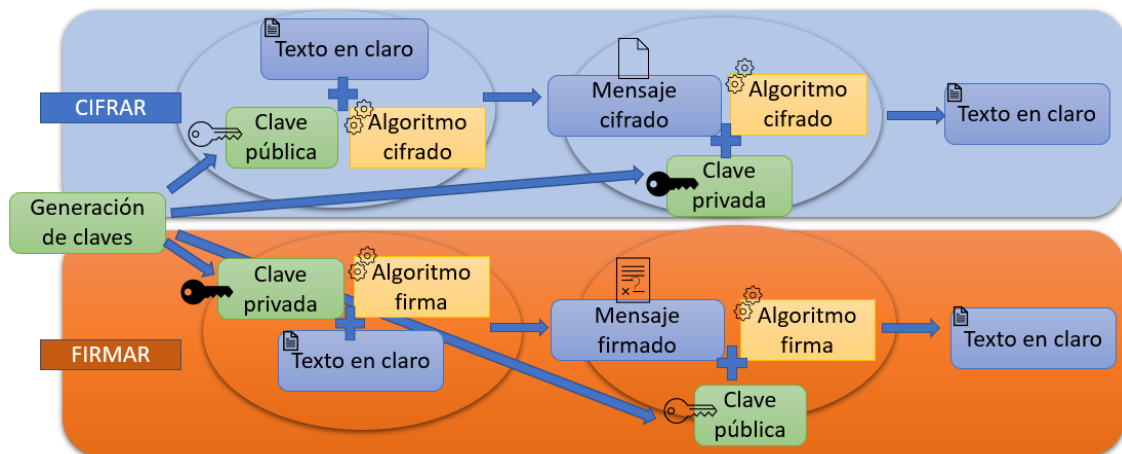 Texto en claro
CIFRAR
Clave
pública
Algoritmo
cifrado
Mensaje
cifrado
Algoritmo
cifrado
Clave
privada
Texto en claro
Generación
de claves
Clave
privada
Algoritmo
firma
FIRMAR
Texto en claro
Mensaje
firmado
Algoritmo
firma
Clave
pública
Texto en claro